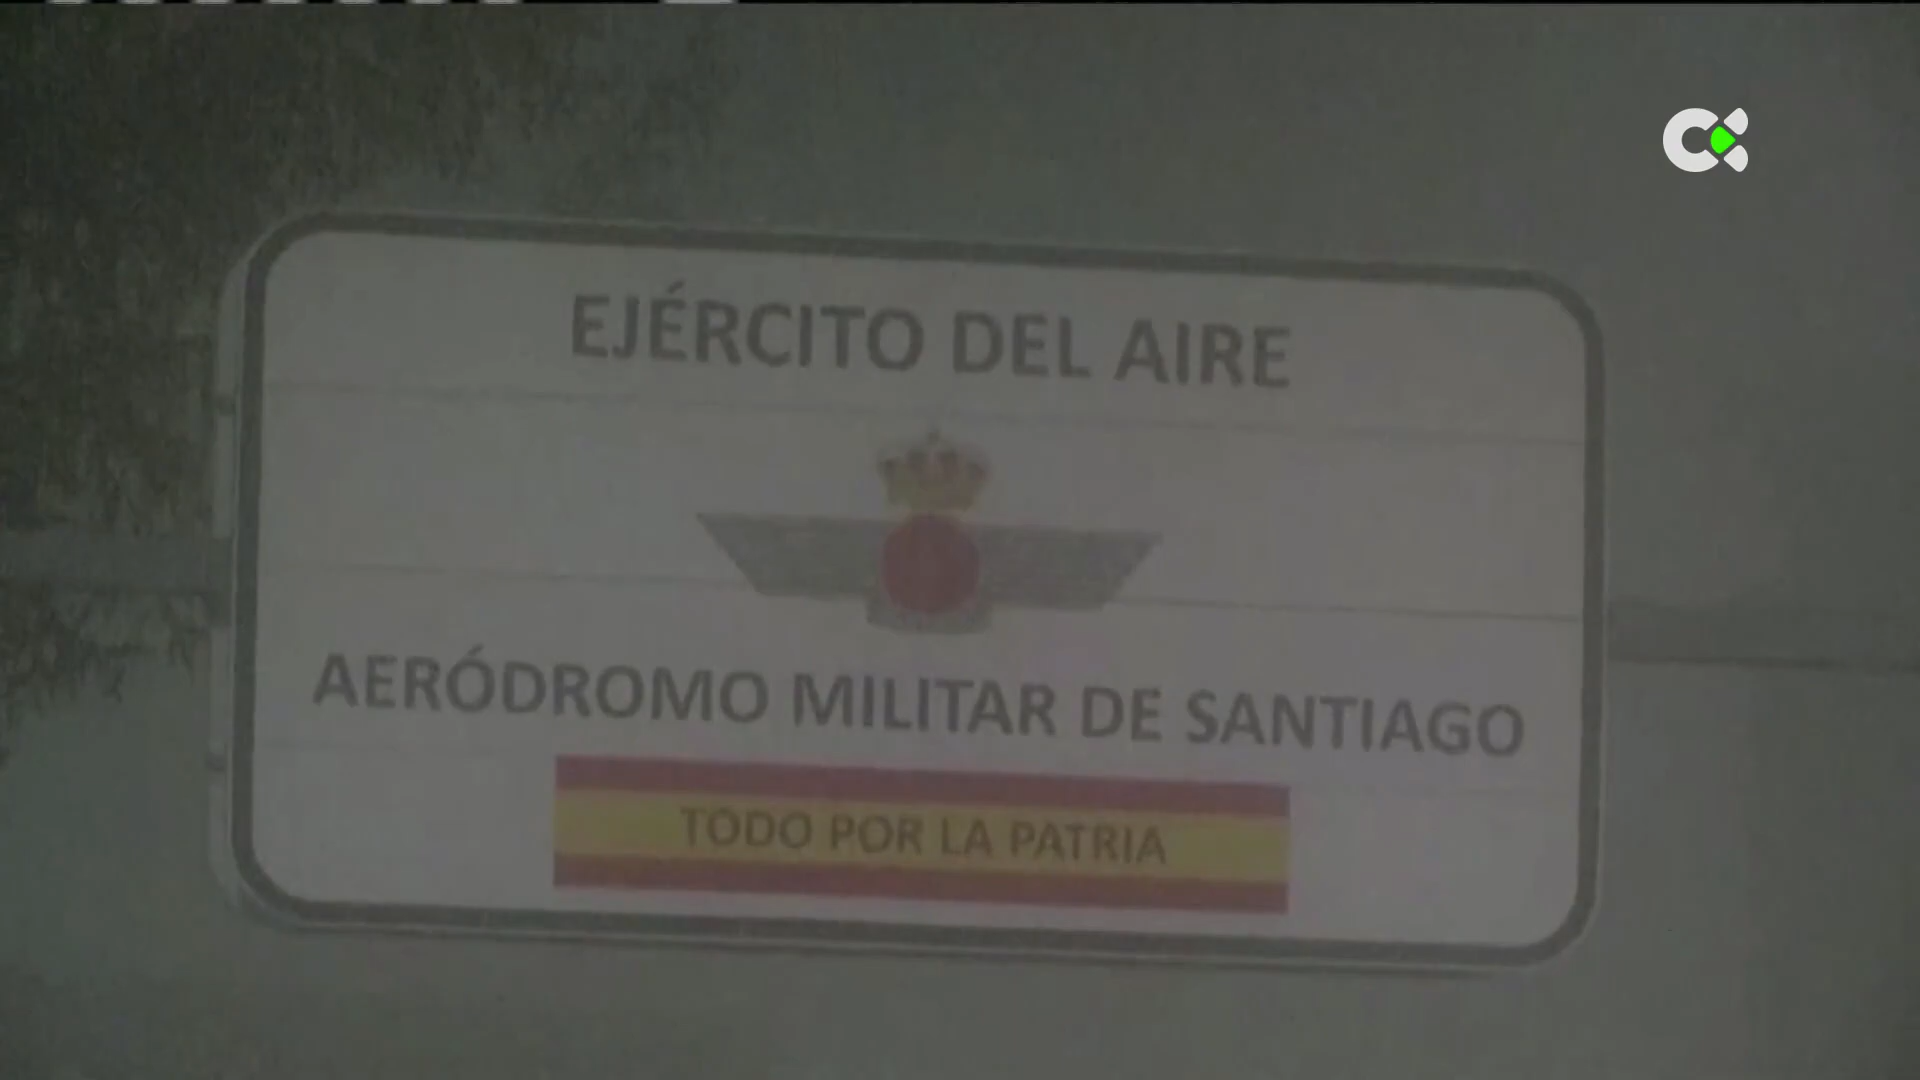 EJÉRCITO DEL AIRE
AERÓDROMO MILITAR DE SANTIAGO
TODO POR LA PATRIA